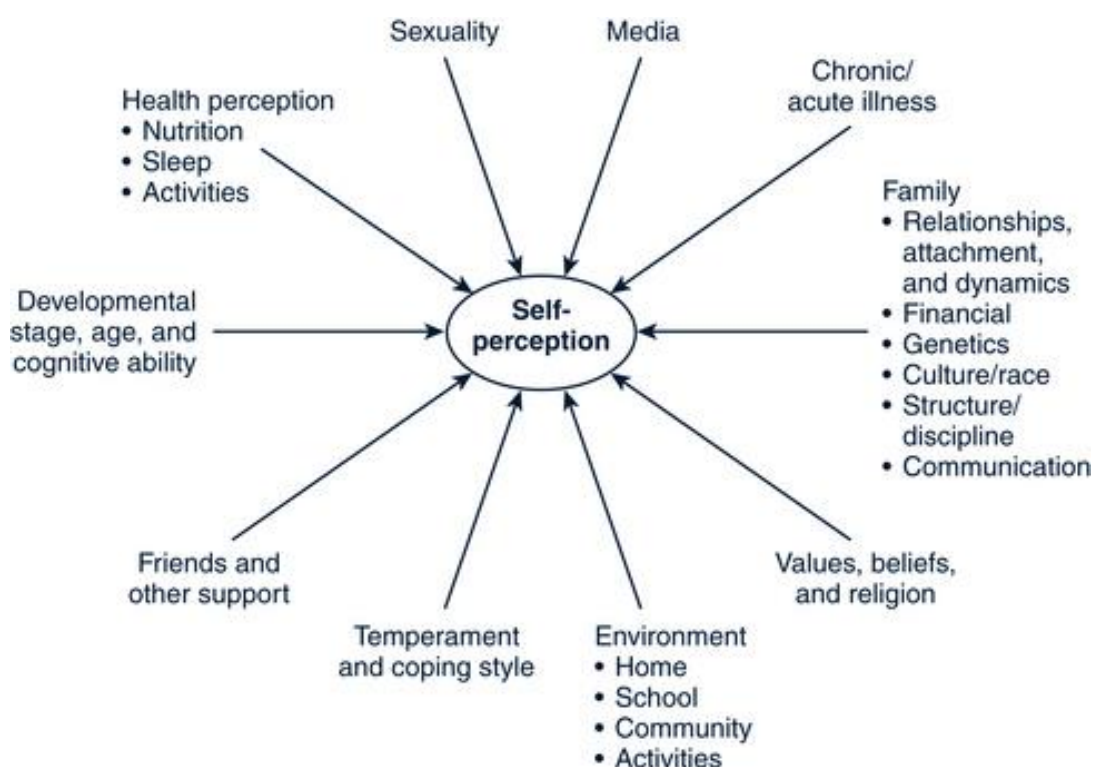 Sexuality
Media
Chronic/
acute illness
Health perception
• Nutrition
• Sleep
• Activities
Family
• Relationships,
attachment,
and dynamics
• Financial
• Genetics
• Culture/race
• Structure/
discipline
• Communication
Developmental
stage, age, and
cognitive ability
Self-
perception
Friends and
other support
Values, beliefs,
and religion
Temperament
and coping style
Environment
• Home
• School
• Community
• Activities